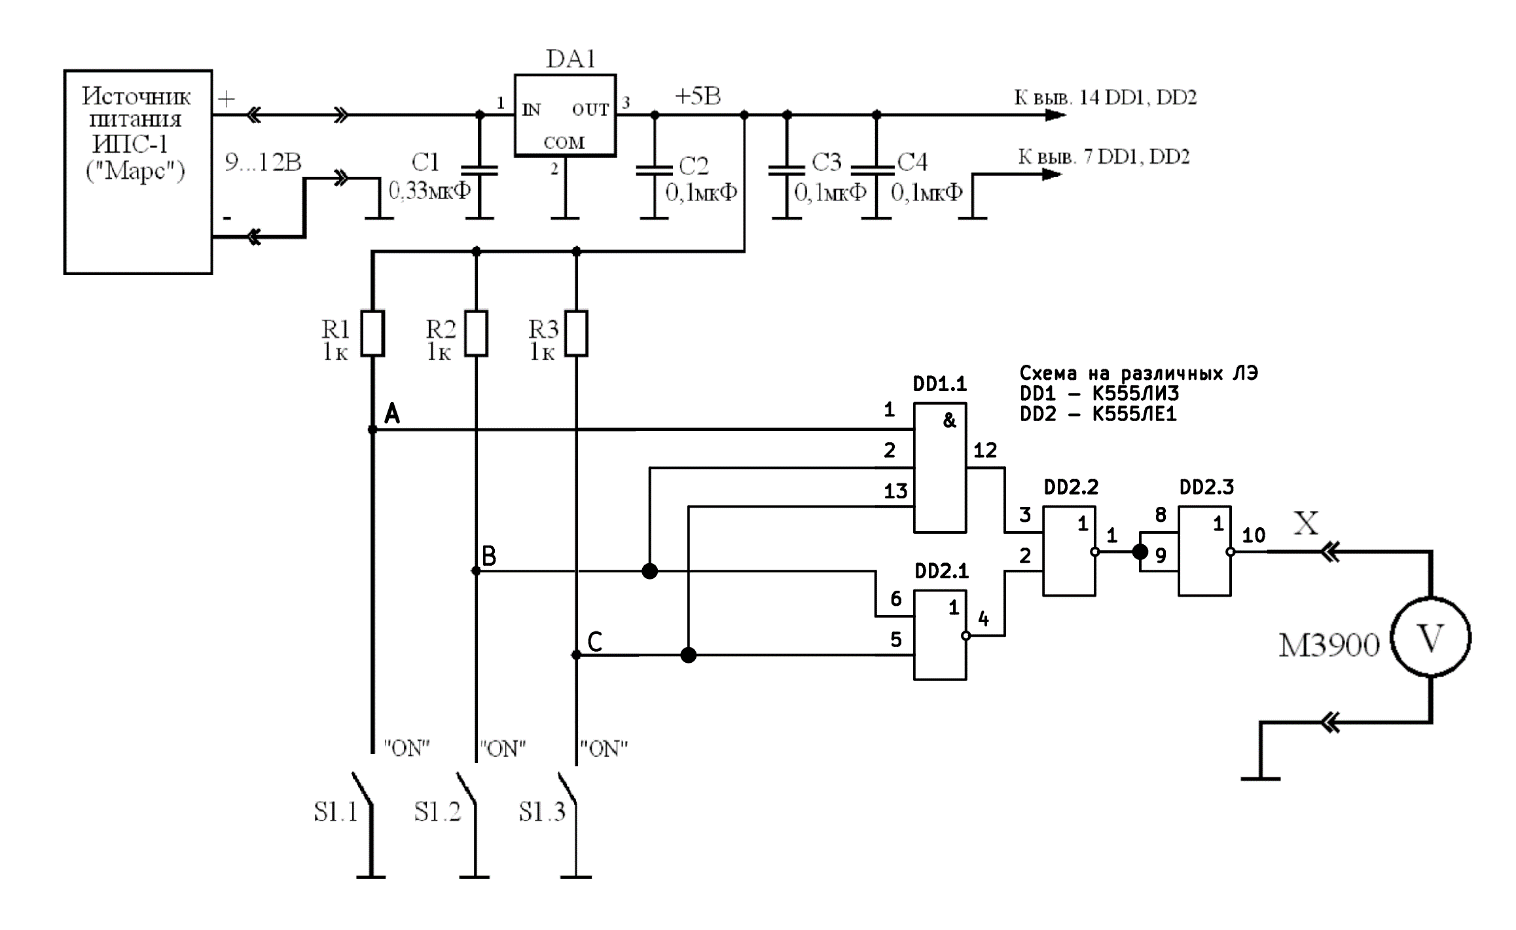 DA1
Источник
питания
ИПС-1
("Марс")
+
9...12В
-
1
IN
OUT
3
COM
2
C1
0,33мкФ
+5В
C2
0,1мкФ
C3
0,1мкФ
C4
0,1мкФ
К выв. 14 DD1, DD2
К выв. 7 DD1, DD2
R1
1к
R2
1к
R3
1к
Схема на различных ЛЭ
DD1 – К555ЛИ3
DD2 – К555ЛЕ1
DD1.1
A
1
&
2
12
13
B
C
DD2.1
6
1
4
5
DD2.2
3
1
1
2
DD2.3
8
1
10
9
X
M3900
V
"ON"
"ON"
"ON"
S1.1
S1.2
S1.3